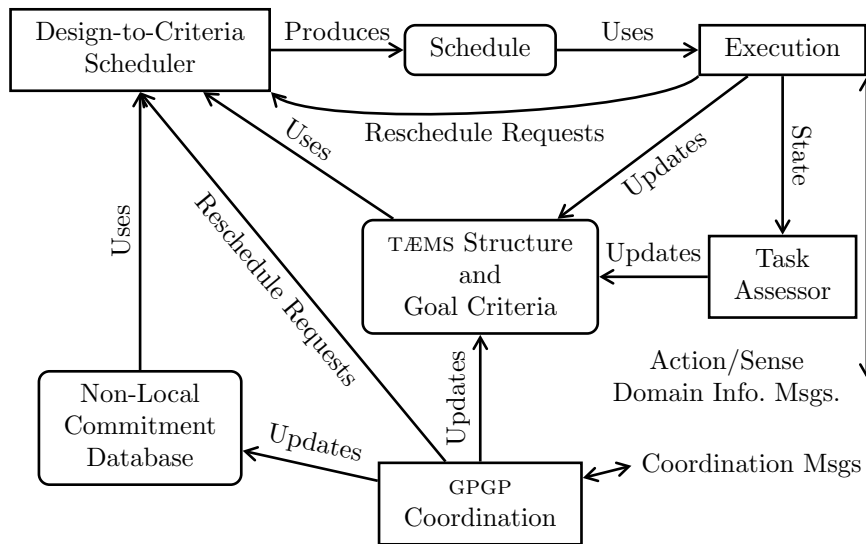 Design-to-Criteria
Scheduler
Produces
Schedule
Uses
Execution
Reschedule Requests
Uses
Updates
State
Uses
Reschedule Requests
TÆMS Structure
and
Goal Criteria
Updates
Task
Assessor
Action/Sense
Domain Info. Msgs.
Updates
Non-Local
Commitment
Database
Updates
GPGP
Coordination
Coordination Msgs